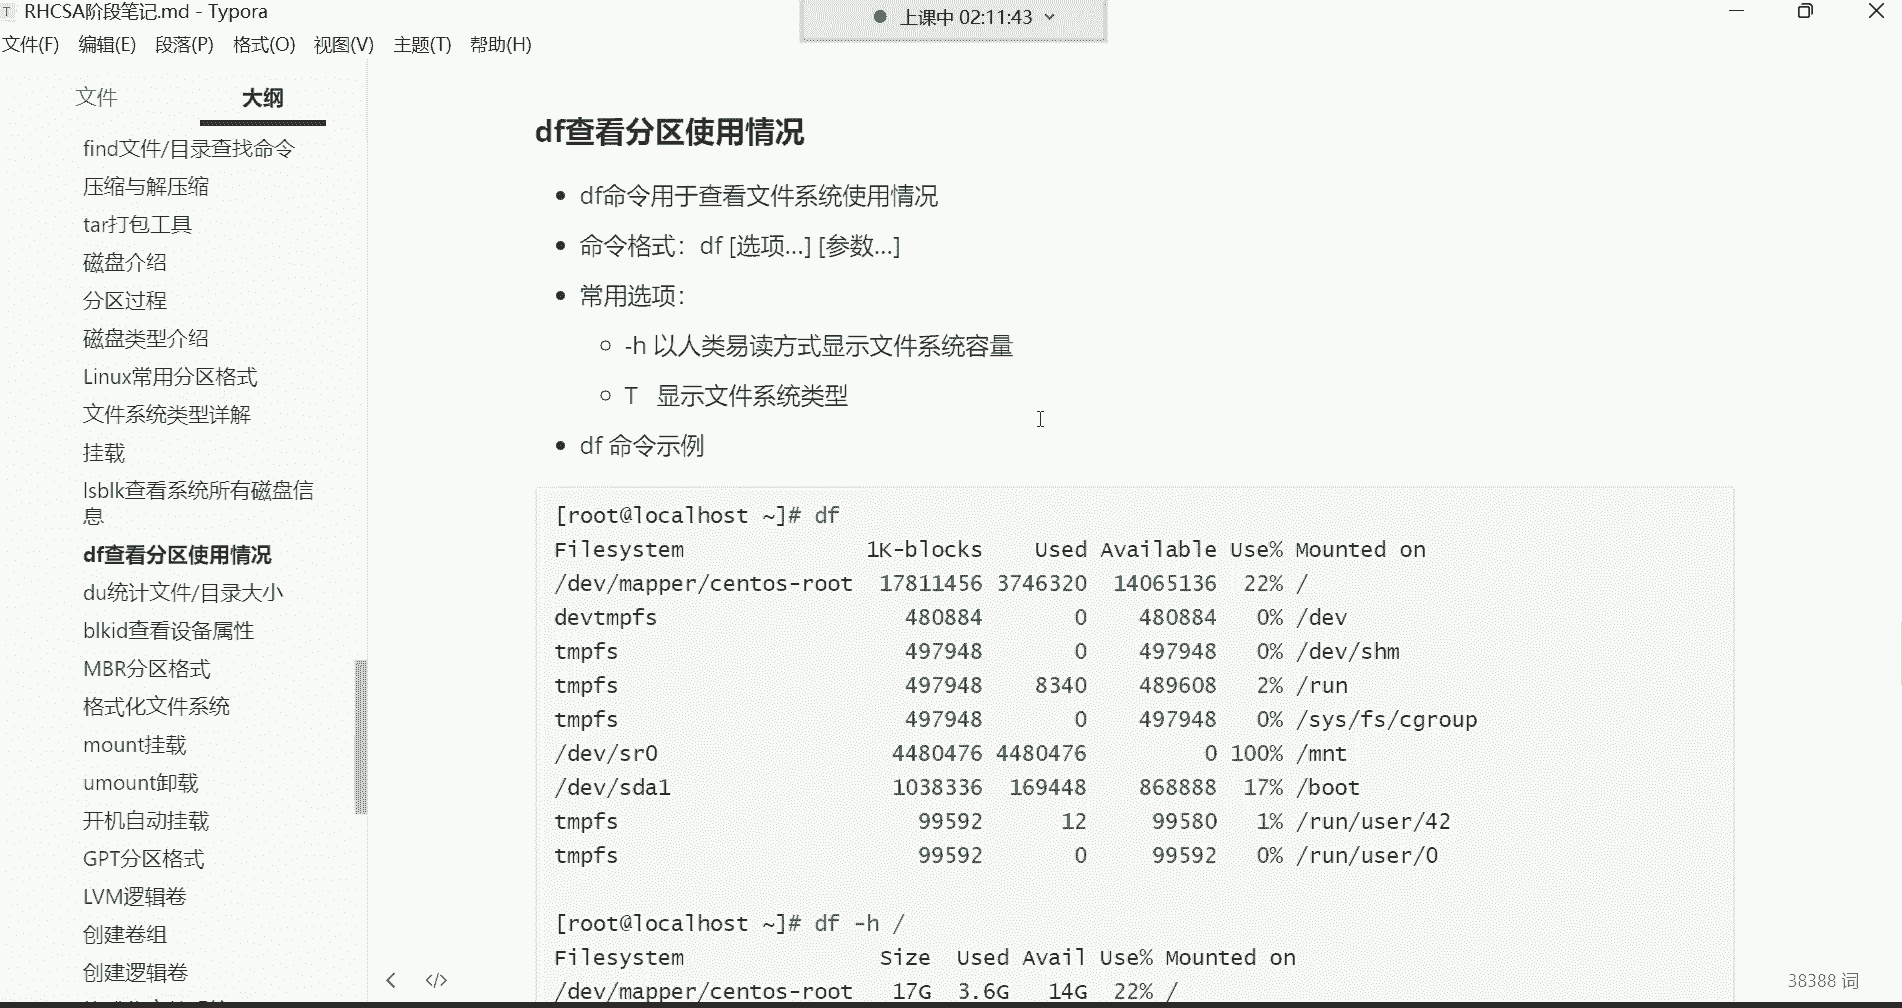 RHCSA阶段笔记.md - Typora
上课中 02:11:43
文件(F) 编辑(E) 段落(P) 格式(O) 视图(V) 主题(T) 帮助(H)
文件 大纲
find文件/目录查找命令
压缩与解压缩
tar打包工具
磁盘介绍
分区过程
磁盘类型介绍
Linux常用分区格式
文件系统类型详解
挂载
lsblk查看系统所有磁盘信
息
df查看分区使用情况
du统计文件/目录大小
blkid查看设备属性
MBR分区格式
格式化文件系统
mount挂载
umount卸载
开机自动挂载
GPT分区格式
LVM逻辑卷
创建卷组
创建逻辑卷
df查看分区使用情况
df命令用于查看文件系统使用情况
命令格式：df [选项...] [参数...]
常用选项：
-h 以人类易读方式显示文件系统容量
T 显示文件系统类型
df 命令示例
[root@localhost ~]# df
Filesystem 1K-blocks Used Available Use% Mounted on
/dev/mapper/centos-root 17811456 3746320 14065136 22% /
devtmpfs 480884 0 480884 0% /dev
tmpfs 497948 0 497948 0% /dev/shm
tmpfs 497948 8340 489608 2% /run
tmpfs 497948 0 497948 0% /sys/fs/cgroup
/dev/sr0 4480476 4480476 0 100% /mnt
/dev/sda1 1038336 169448 868888 17% /boot
tmpfs 99592 12 99580 1% /run/user/42
tmpfs 99592 0 99592 0% /run/user/0
[root@localhost ~]# df -h /
Filesystem Size Used Avail Use% Mounted on
/dev/mapper/centos-root 17G 3.6G 14G 22% /
38388 词